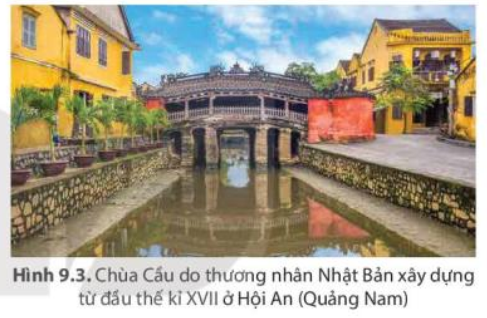 Hình 9.3. Chùa Cầu do thương nhân Nhật Bản xây dựng
từ đầu thế kỉ XVII ở Hội An (Quảng Nam)